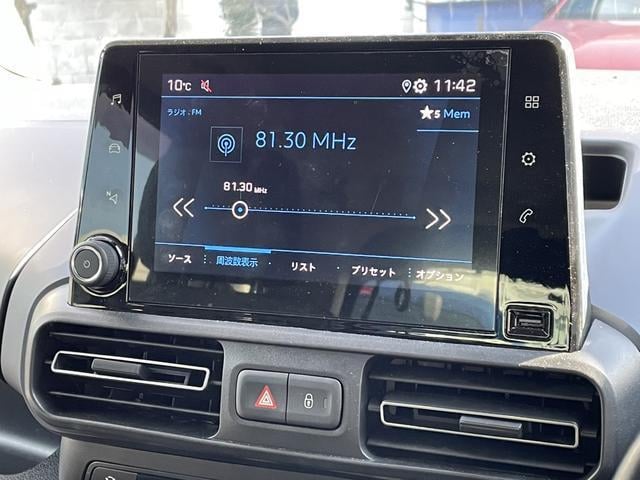 10℃ 11:42
ラジオ : FM ★5 Mem
81.30 MHz
81.30 MHz
ソース 周波数表示 リスト プリセット オプション
N